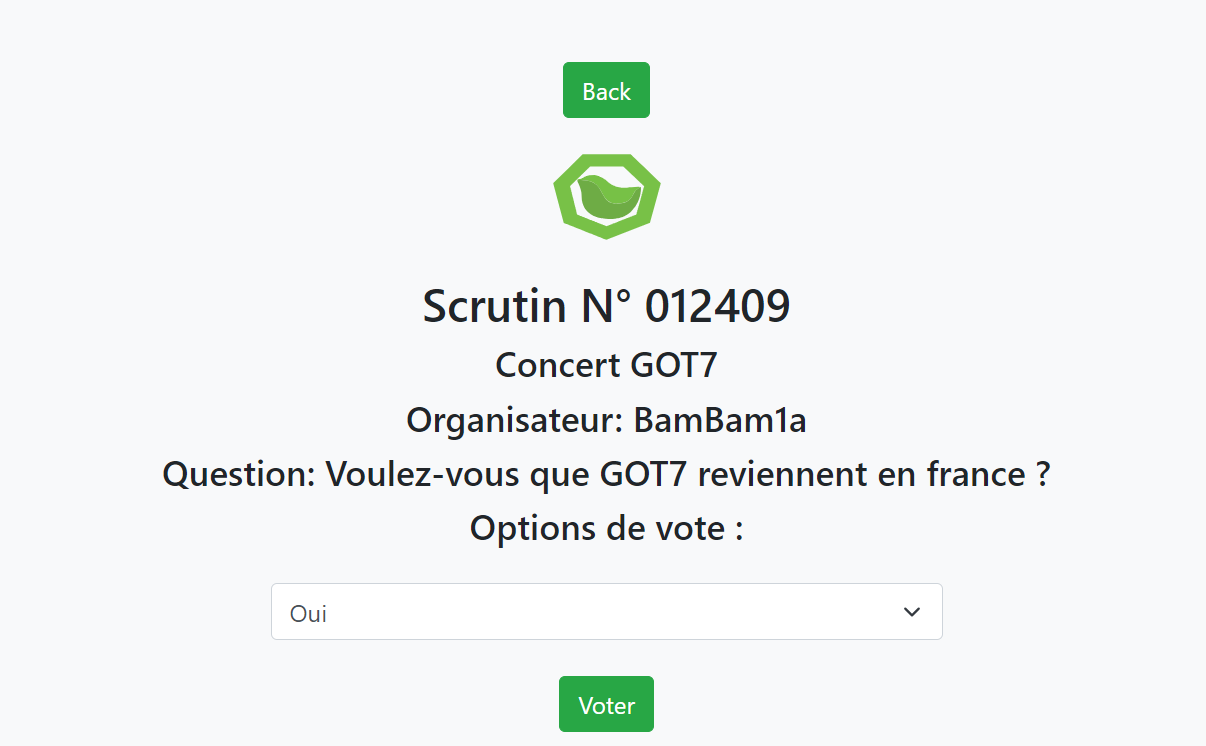 Back
Scrutin N° 012409
Concert GOT7
Organisateur: BamBam1a
Question: Voulez-vous que GOT7 reviennent en france ?
Options de vote :
Oui
Voter